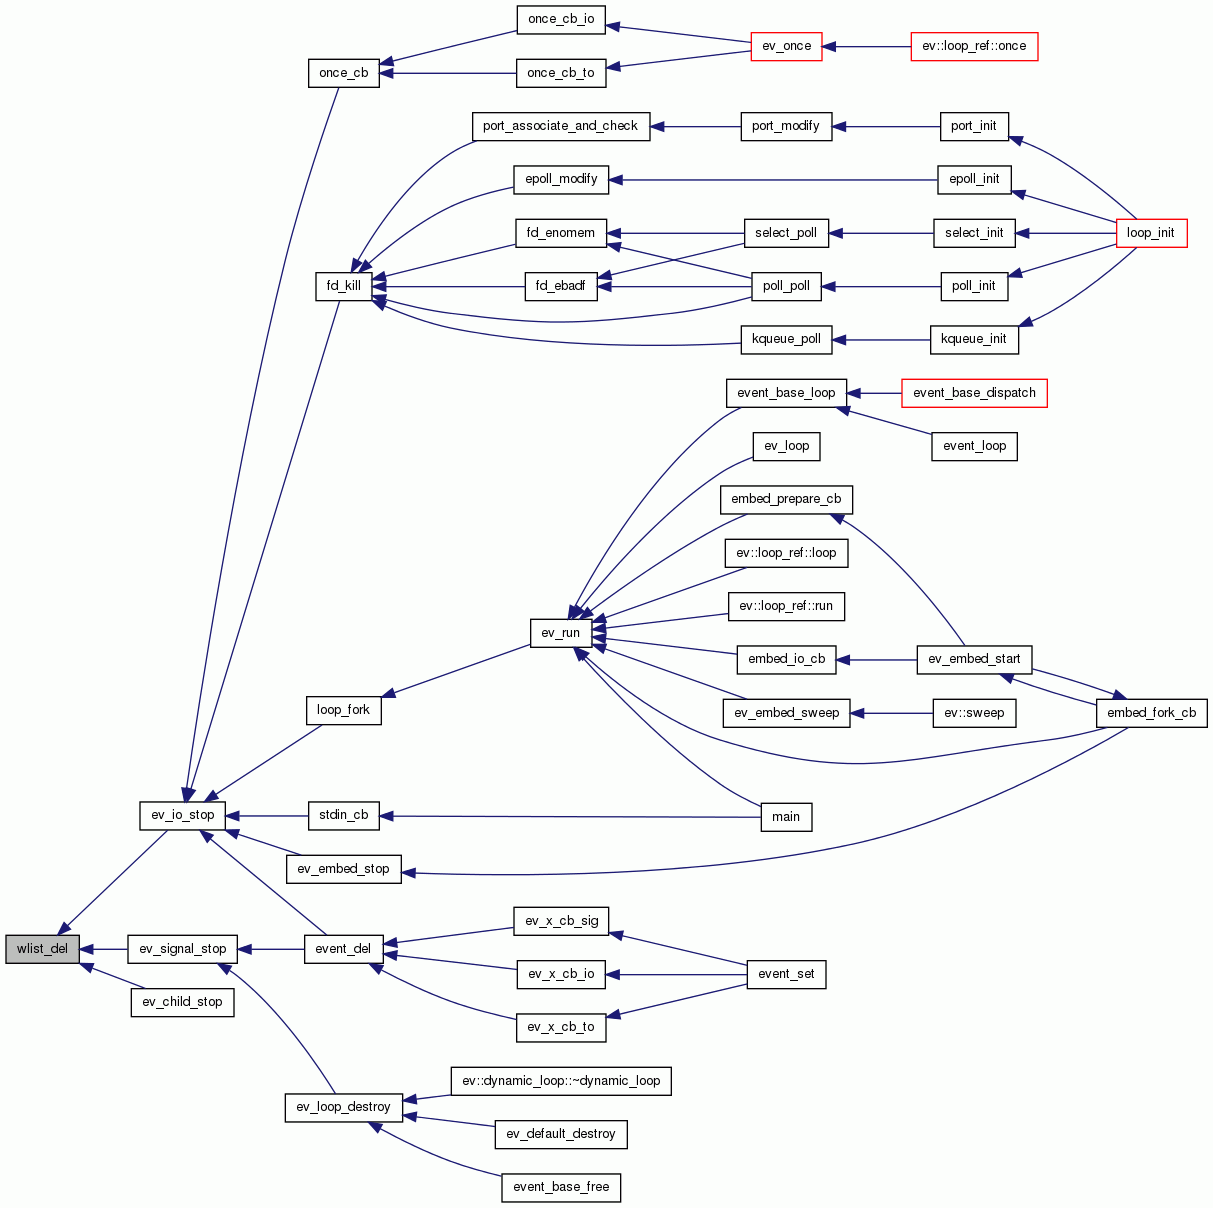 once_cb_io
once_cb
once_cb_to
ev_once
ev::loop_ref::once
port_associate_and_check
port_modify
port_init
epoll_modify
epoll_init
fd_enomem
select_poll
select_init
loop_init
fd_kill
fd_ebadf
poll_poll
poll_init
kqueue_poll
kqueue_init
event_base_loop
event_base_dispatch
ev_loop
event_loop
embed_prepare_cb
ev::loop_ref::loop
ev::loop_ref::run
ev_run
embed_io_cb
ev_embed_start
loop_fork
ev_embed_sweep
ev::sweep
embed_fork_cb
ev_io_stop
stdin_cb
main
ev_embed_stop
ev_x_cb_sig
wlist_del
ev_signal_stop
event_del
ev_x_cb_io
event_set
ev_child_stop
ev_x_cb_to
ev::dynamic_loop::~dynamic_loop
ev_loop_destroy
ev_default_destroy
event_base_free